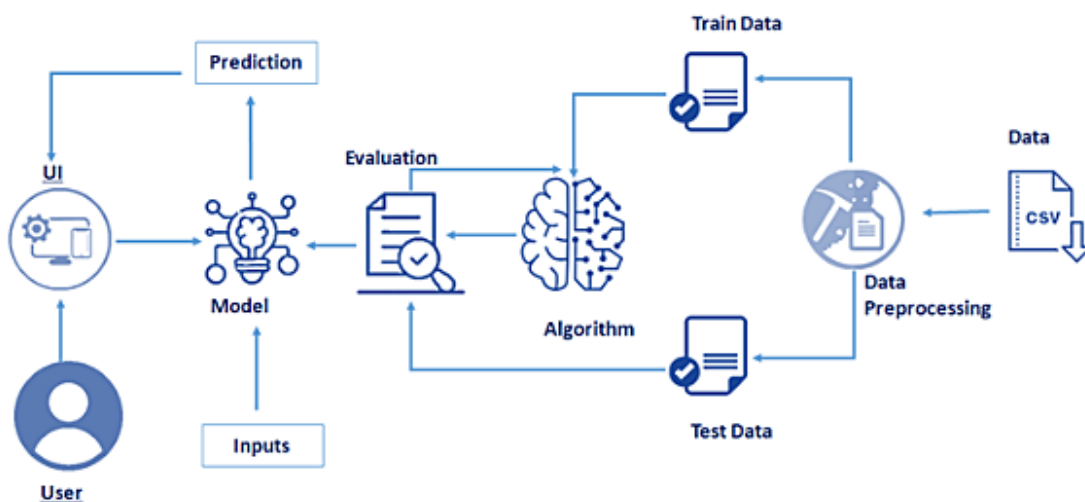 Train Data
Prediction
Data
Evaluation
UI
CSV
Model
Data
Preprocessing
Algorithm
Test Data
Inputs
User